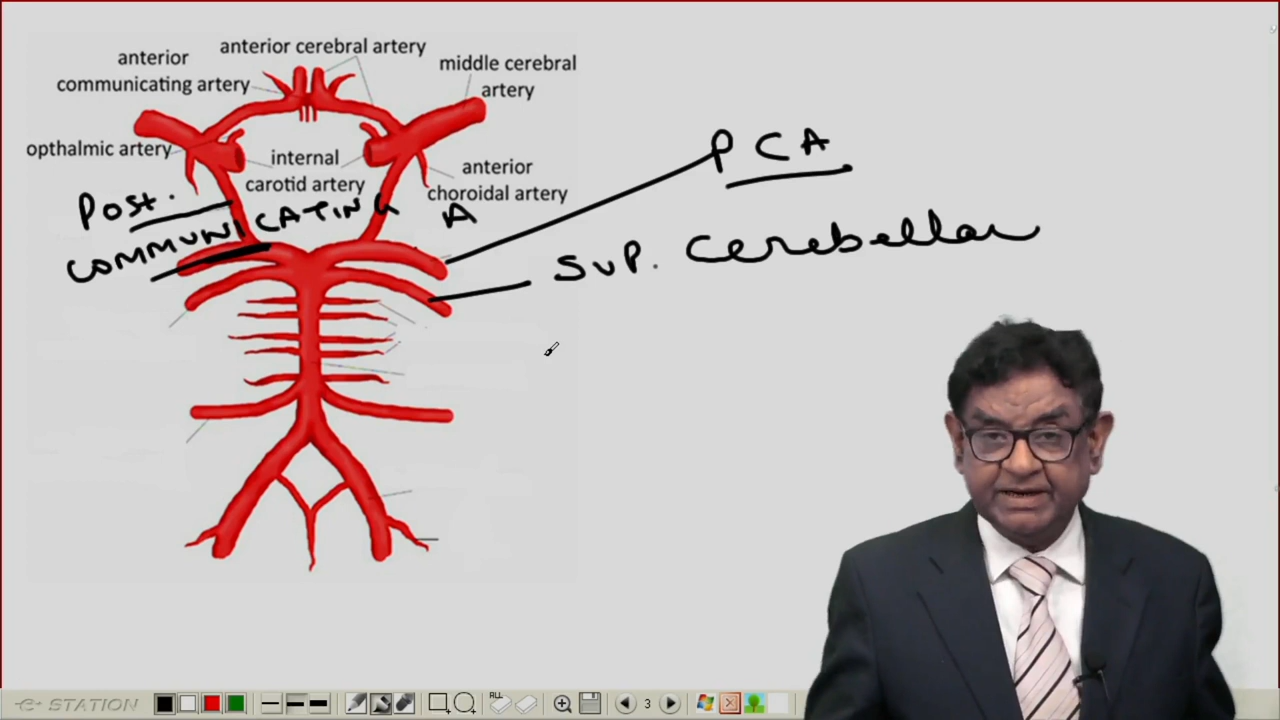 anterior cerebral artery
anterior
communicating artery
middle cerebral
artery
opthalmic artery
internal
carotid artery
anterior
choroidal artery
PCA
Post.
COMMUNICATING A
SUP. cerebellar
e-STATION
ALL
3